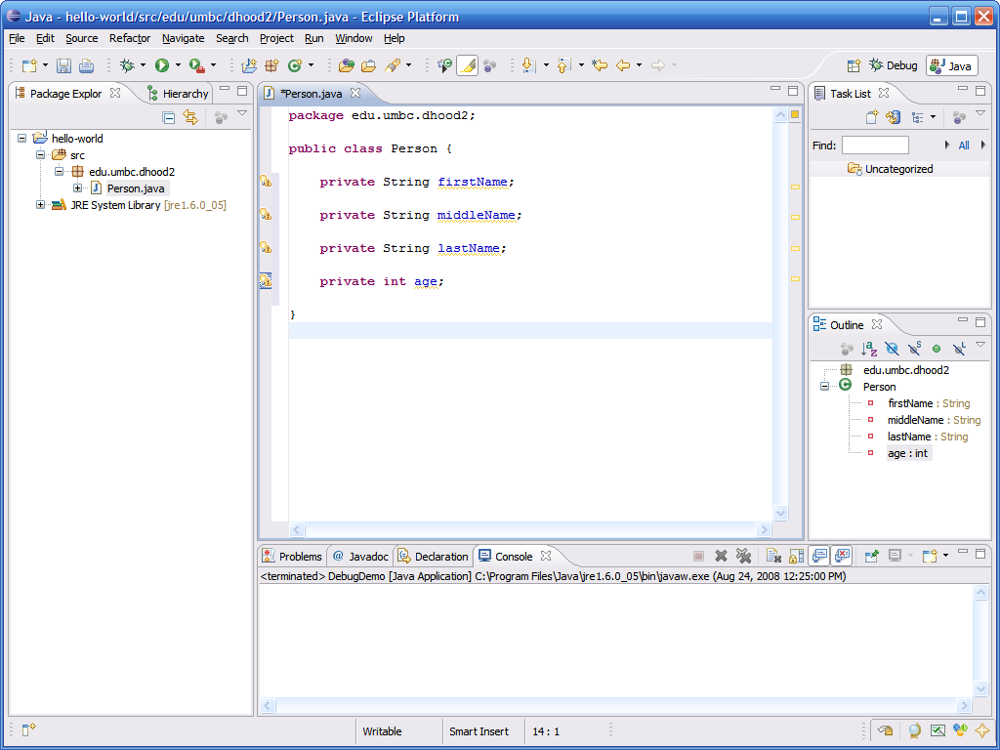 Java - hello-world/src/edu/umbc/dhood2/Person.java - Eclipse Platform
File Edit Source Refactor Navigate Search Project Run Window Help
Debug Java
Package Explor Hierarchy
hello-world
src
edu.umbc.dhood2
Person.java
JRE System Library [jre1.6.0_05]
*Person.java
package edu.umbc.dhood2;
public class Person {
private String firstName;
private String middleName;
private String lastName;
private int age;
}
Task List
Find: All
Uncategorized
Outline
edu.umbc.dhood2
Person
firstName : String
middleName : String
lastName : String
age : int
Problems Javadoc Declaration Console
<terminated> DebugDemo [Java Application] C:\Program Files\Java\jre1.6.0_05\bin\javaw.exe (Aug 24, 2008 12:25:00 PM)
Writable Smart Insert 14 : 1